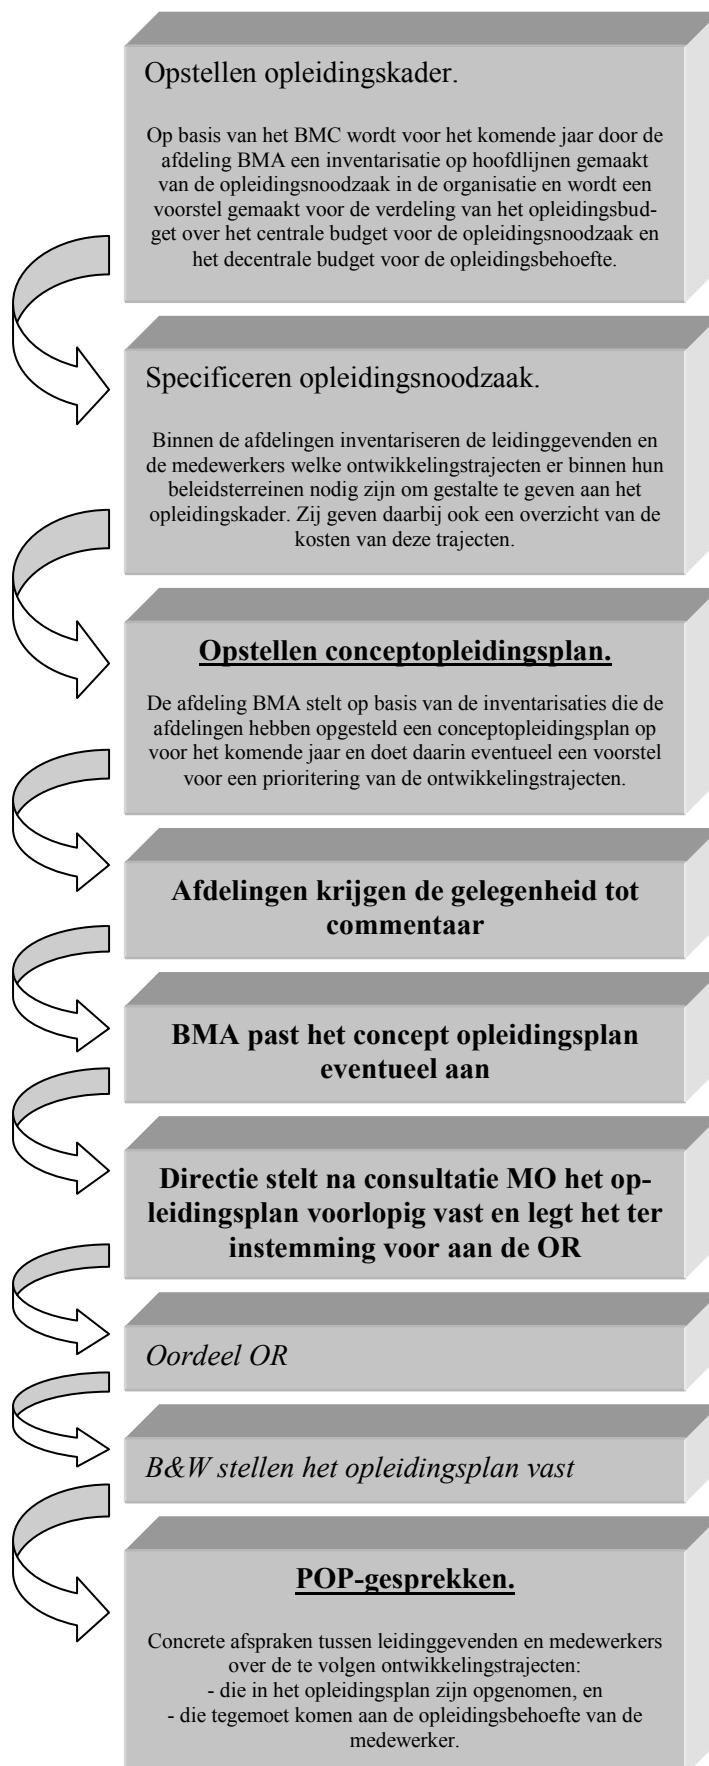 Opstellen opleidingskader.
Op basis van het BMC wordt voor het komende jaar door de
afdeling BMA een inventarisatie op hoofdlijnen gemaakt
van de opleidingsnoodzaak in de organisatie en wordt een
voorstel gemaakt voor de verdeling van het opleidingsbud-
get over het centrale budget voor de opleidingsnoodzaak en
het decentrale budget voor de opleidingsbehoefte.
Specificeren opleidingsnoodzaak.
Binnen de afdelingen inventariseren de leidinggevenden en
de medewerkers welke ontwikkelingstrajecten er binnen hun
beleidsterreinen nodig zijn om gestalte te geven aan het
opleidingskader. Zij geven daarbij ook een overzicht van de
kosten van deze trajecten.
Opstellen conceptopleidingsplan.
De afdeling BMA stelt op basis van de inventarisaties die de
afdelingen hebben opgesteld een conceptopleidingsplan op
voor het komende jaar en doet daarin eventueel een voorstel
voor een prioritering van de ontwikkelingstrajecten.
Afdelingen krijgen de gelegenheid tot
commentaar
BMA past het concept opleidingsplan
eventueel aan
Directie stelt na consultatie MO het op-
leidingsplan voorlopig vast en legt het ter
instemming voor aan de OR
Oordeel OR
B&W stellen het opleidingsplan vast
POP-gesprekken.
Concrete afspraken tussen leidinggevenden en medewerkers
over de te volgen ontwikkelingstrajecten:
- die in het opleidingsplan zijn opgenomen, en
- die tegemoet komen aan de opleidingsbehoefte van de
medewerker.